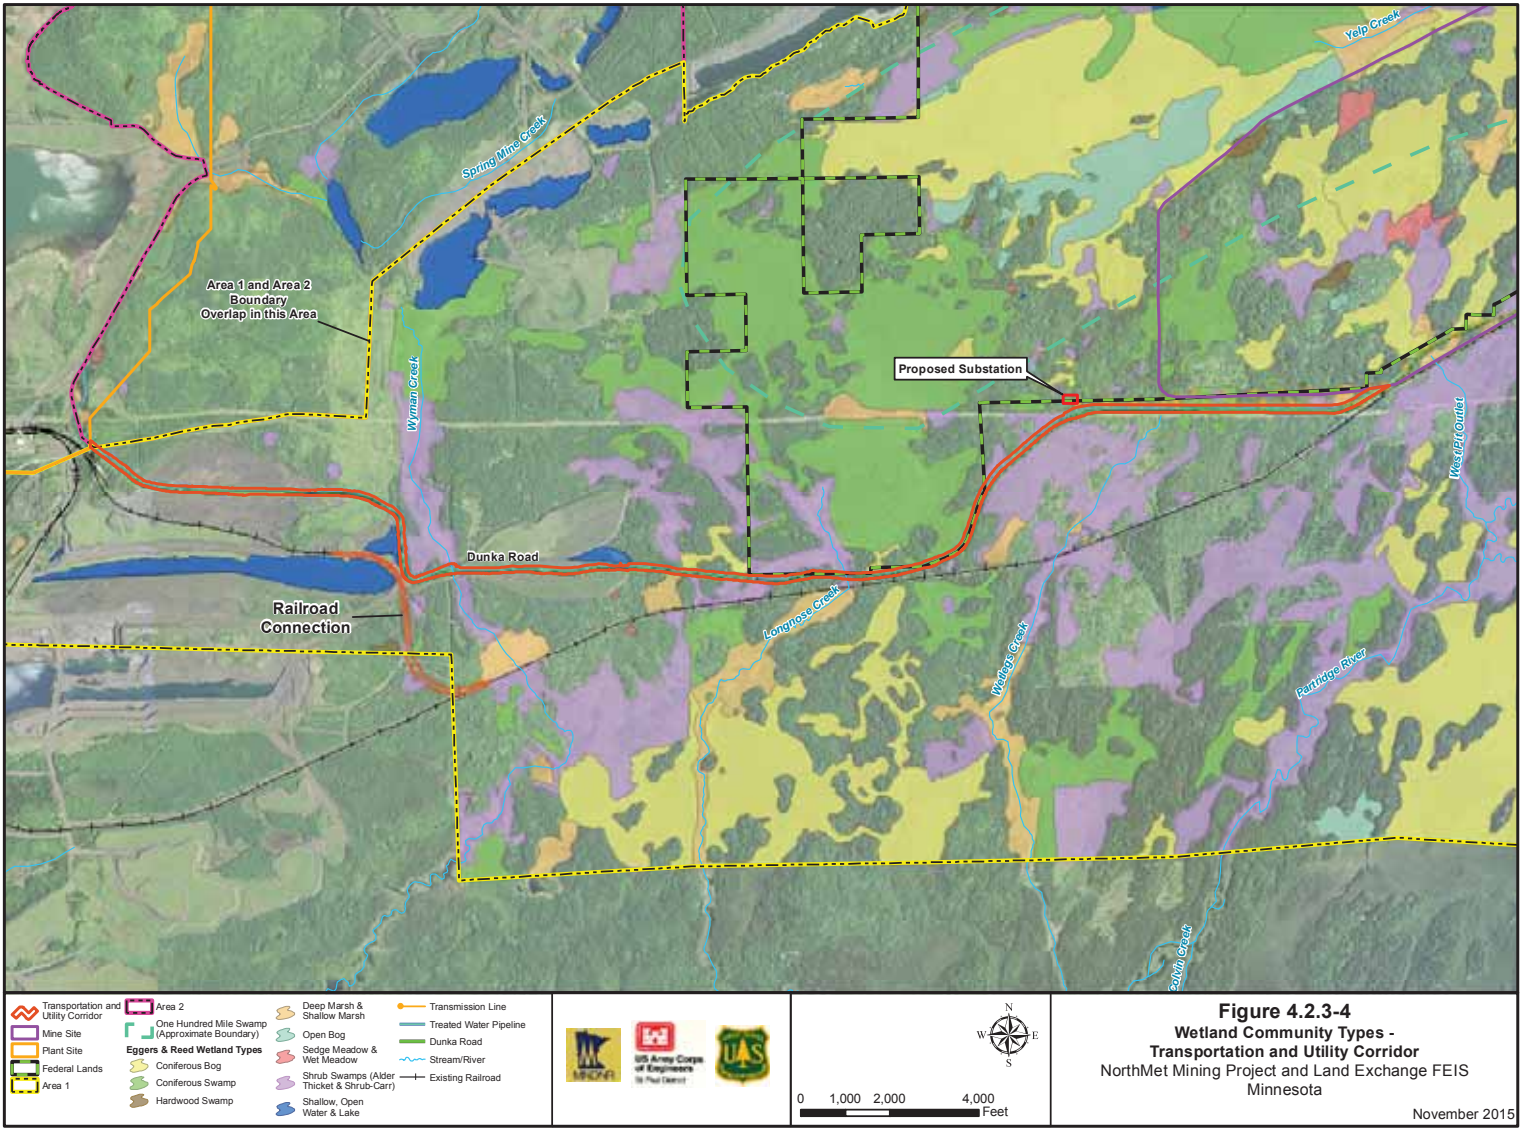 Yelp Creek
Spring Mine Creek
Area 1 and Area 2
Boundary
Overlap in this Area
Wyman Creek
Proposed Substation
West Pit Outlet
Dunka Road
Railroad
Connection
Longnose Creek
Wetlegs Creek
Partridge River
Colvin Creek
Transportation and
Utility Corridor
Mine Site
Plant Site
Federal Lands
Area 1
Area 2
One Hundred Mile Swamp
(Approximate Boundary)
Eggers & Reed Wetland Types
Coniferous Bog
Coniferous Swamp
Hardwood Swamp
Deep Marsh &
Shallow Marsh
Open Bog
Sedge Meadow &
Wet Meadow
Shrub Swamps (Alder
Thicket & Shrub-Carr)
Shallow, Open
Water & Lake
Transmission Line
Treated Water Pipeline
Dunka Road
Stream/River
Existing Railroad
MNDNR
US Army Corps
of Engineers
St Paul District
UAS
N
W E
S
0 1,000 2,000 4,000
Feet
Figure 4.2.3-4
Wetland Community Types -
Transportation and Utility Corridor
NorthMet Mining Project and Land Exchange FEIS
Minnesota
November 2015